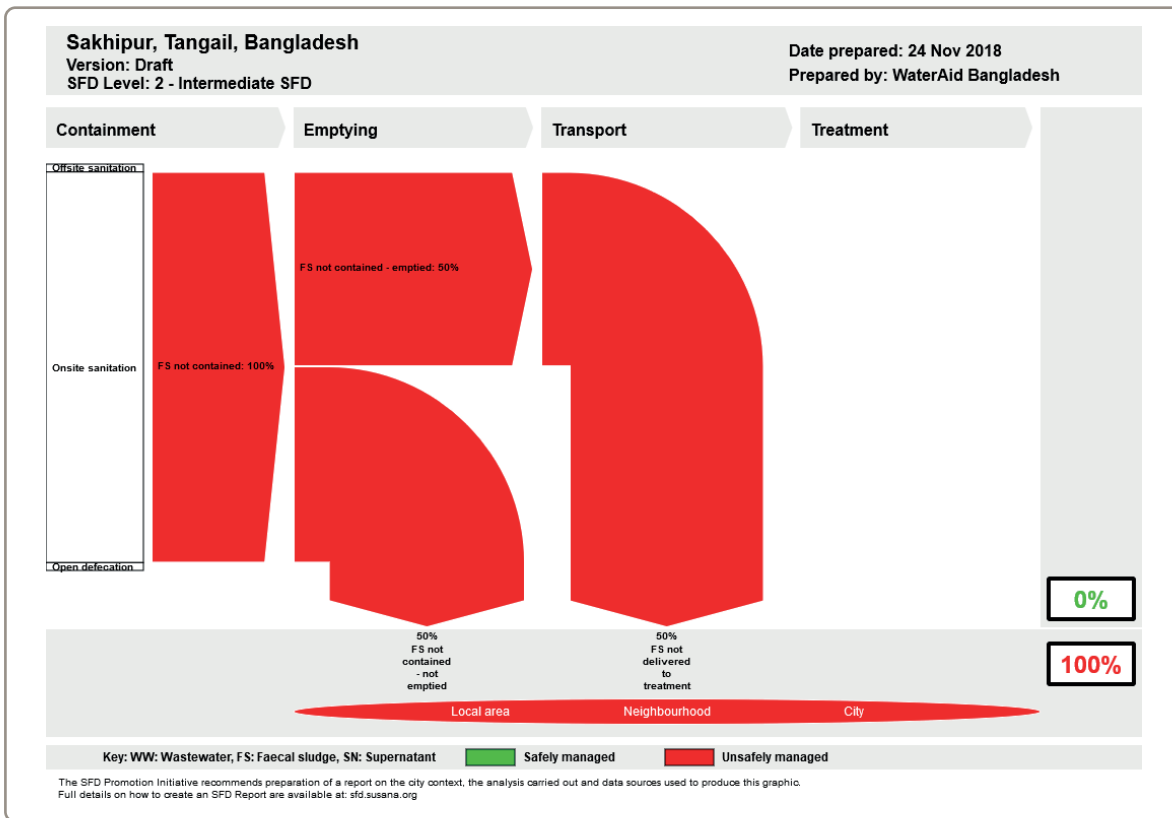 Sakhipur, Tangail, Bangladesh
Version: Draft
SFD Level: 2 - Intermediate SFD
Date prepared: 24 Nov 2018
Prepared by: WaterAid Bangladesh
Containment
Emptying
Transport
Treatment
Offsite sanitation
FS not contained - emptied: 50%
Onsite sanitation
FS not contained: 100%
Open defecation
0%
50%
FS not
contained
- not
emptied
50%
FS not
delivered
to
treatment
100%
Local area
Neighbourhood
City
Key: WW: Wastewater, FS: Faecal sludge, SN: Supernatant
Safely managed
Unsafely managed
The SFD Promotion Initiative recommends preparation of a report on the city context, the analysis carried out and data sources used to produce this graphic.
Full details on how to create an SFD Report are available at: sfd.susana.org